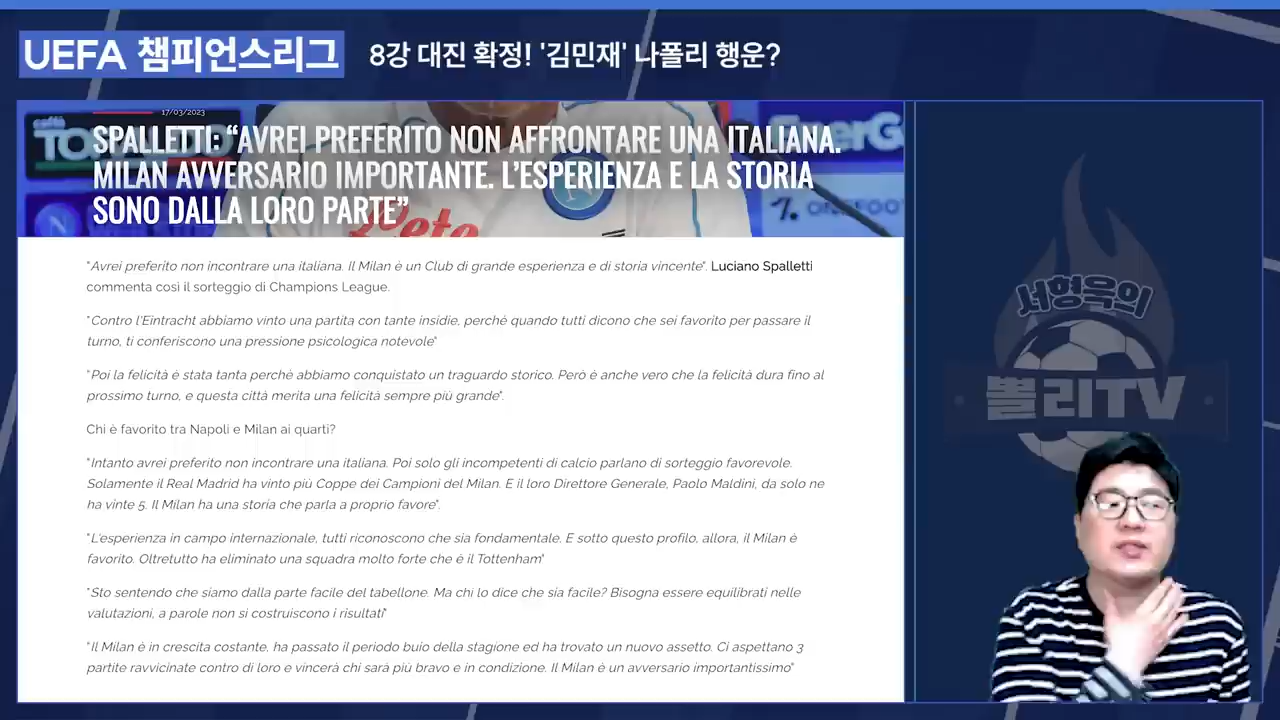 UEFA 챔피언스리그
8강 대진 확정! '김민재' 나폴리 행운?
17/03/2023
SPALLETTI: “AVREI PREFERITO NON AFFRONTARE UNA ITALIANA.
MILAN AVVERSARIO IMPORTANTE. L’ESPERIENZA E LA STORIA
SONO DALLA LORO PARTE”
"Avrei preferito non incontrare una italiana. Il Milan è un Club di grande esperienza e di storia vincente". Luciano Spalletti
commenta così il sorteggio di Champions League.
"Contro l'Eintracht abbiamo vinto una partita con tante insidie, perchè quando tutti dicono che sei favorito per passare il
turno, ti conferiscono una pressione psicologica notevole"
"Poi la felicità è stata tanta perchè abbiamo conquistato un traguardo storico. Però è anche vero che la felicità dura fino al
prossimo turno, e questa città merita una felicità sempre più grande".
Chi è favorito tra Napoli e Milan ai quarti?
"Intanto avrei preferito non incontrare una italiana. Poi solo gli incompetenti di calcio parlano di sorteggio favorevole.
Solamente il Real Madrid ha vinto più Coppe dei Campioni del Milan. E il loro Direttore Generale, Paolo Maldini, da solo ne
ha vinte 5. Il Milan ha una storia che parla a proprio favore".
"L'esperienza in campo internazionale, tutti riconoscono che sia fondamentale. E sotto questo profilo, allora, il Milan è
favorito. Oltretutto ha eliminato una squadra molto forte che è il Tottenham"
"Sto sentendo che siamo dalla parte facile del tabellone. Ma chi lo dice che sia facile? Bisogna essere equilibrati nelle
valutazioni, a parole non si costruiscono i risultati"
"Il Milan è in crescita costante, ha passato il periodo buio della stagione ed ha trovato un nuovo assetto. Ci aspettano 3
partite ravvicinate contro di loro e vincerà chi sarà più bravo e in condizione. Il Milan è un avversario importantissimo"
서형욱의
뽈리TV